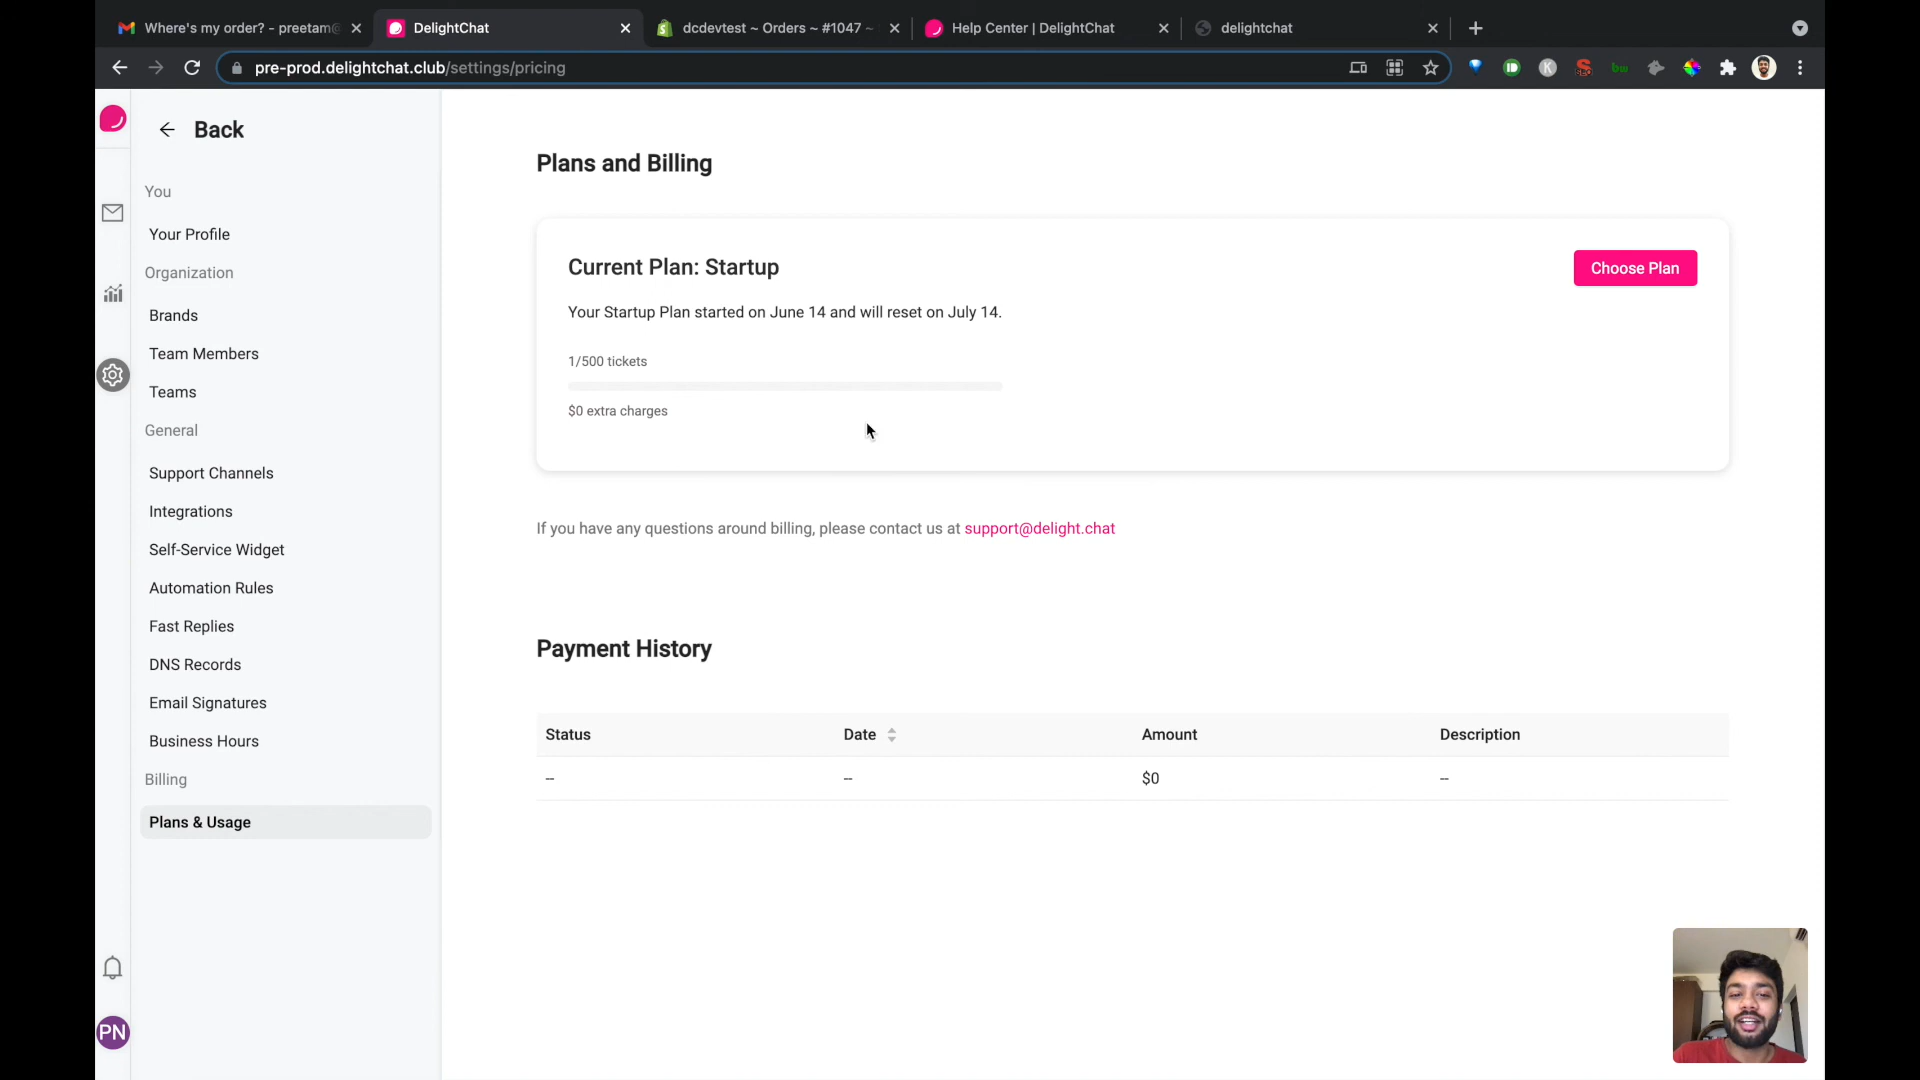 Where's my order? - preetam@
DelightChat
dcdevtest ~ Orders ~ #1047 ~
Help Center | DelightChat
delightchat
pre-prod.delightchat.club/settings/pricing
Back
You
Your Profile
Organization
Brands
Team Members
Teams
General
Support Channels
Integrations
Self-Service Widget
Automation Rules
Fast Replies
DNS Records
Email Signatures
Business Hours
Billing
Plans & Usage
PN
Plans and Billing
Current Plan: Startup
Choose Plan
Your Startup Plan started on June 14 and will reset on July 14.
1/500 tickets
$0 extra charges
If you have any questions around billing, please contact us at support@delight.chat
Payment History
Status Date Amount Description
-- -- $0 --